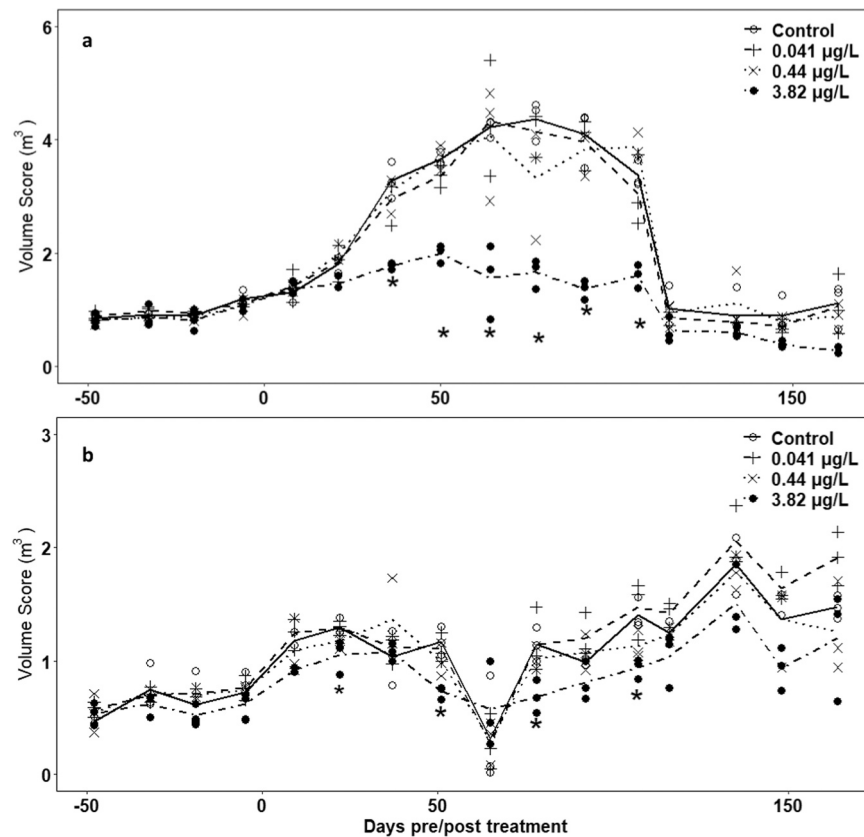 a
Control
0.041 µg/L
0.44 µg/L
3.82 µg/L
Volume Score (m³)
6
4
2
0
* * * * * *
-50 0 50 150
b
Control
0.041 µg/L
0.44 µg/L
3.82 µg/L
Volume Score (m³)
3
2
1
0
* * * *
-50 0 50 150
Days pre/post treatment